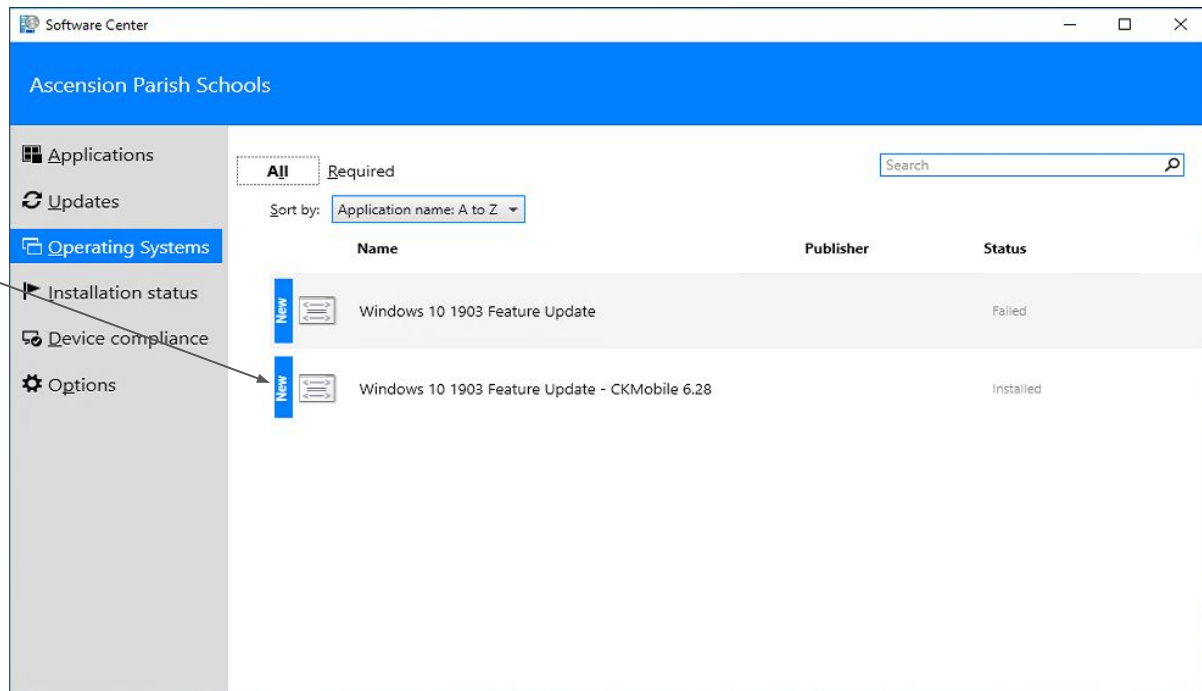 Software Center
Ascension Parish Schools
Applications
Updates
Operating Systems
Installation status
Device compliance
Options
All Required
Search
Sort by: Application name: A to Z
Name Publisher Status
New Windows 10 1903 Feature Update Failed
New Windows 10 1903 Feature Update - CKMobile 6.28 Installed